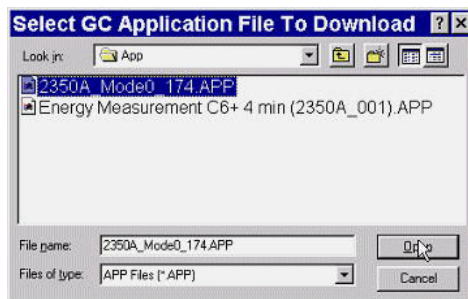 Select GC Application File To Download
Look in: App
2350A_Mode0_174.APP
Energy Measurement C6+ 4 min (2350A_001).APP
File name: 2350A_Mode0_174.APP
Open
Files of type: APP Files (*.APP)
Cancel